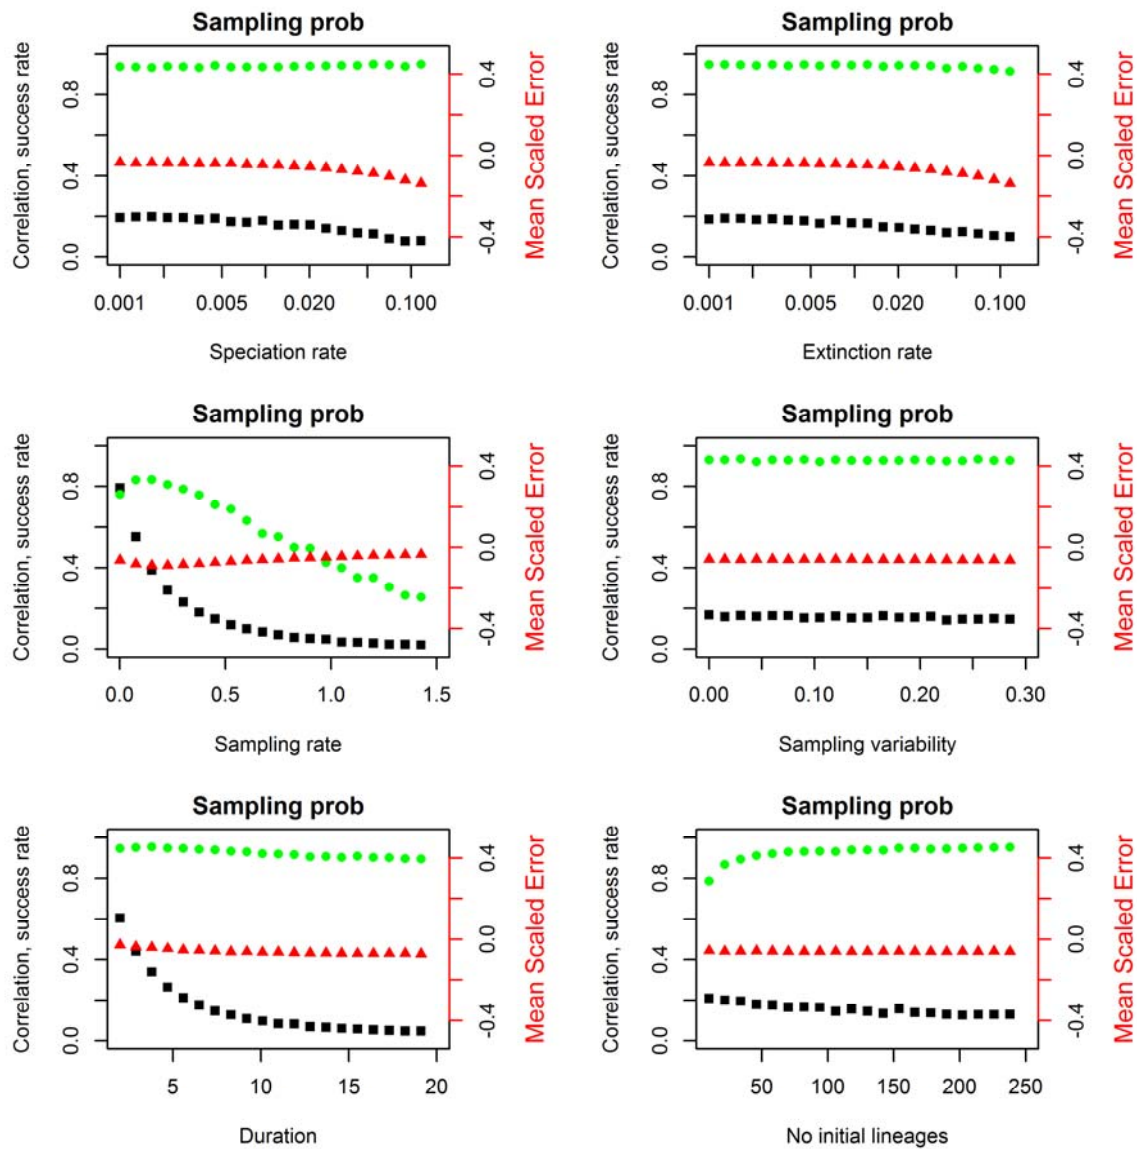 Sampling prob
Correlation, success rate
0.0 0.4 0.8
Mean Scaled Error
-0.4 0.0 0.4
0.001 0.005 0.020 0.100
Speciation rate
Sampling prob
Correlation, success rate
0.0 0.4 0.8
Mean Scaled Error
-0.4 0.0 0.4
0.001 0.005 0.020 0.100
Extinction rate
Sampling prob
Correlation, success rate
0.0 0.4 0.8
Mean Scaled Error
-0.4 0.0 0.4
0.0 0.5 1.0 1.5
Sampling rate
Sampling prob
Correlation, success rate
0.0 0.4 0.8
Mean Scaled Error
-0.4 0.0 0.4
0.00 0.10 0.20 0.30
Sampling variability
Sampling prob
Correlation, success rate
0.0 0.4 0.8
Mean Scaled Error
-0.4 0.0 0.4
5 10 15 20
Duration
Sampling prob
Correlation, success rate
0.0 0.4 0.8
Mean Scaled Error
-0.4 0.0 0.4
50 100 150 200 250
No initial lineages